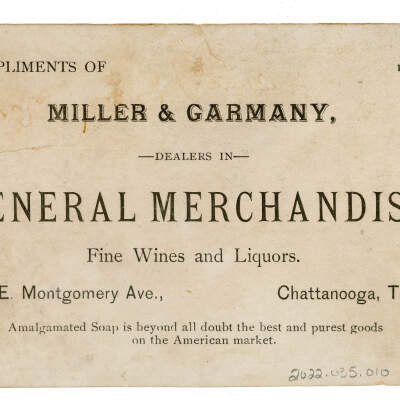 PLIMENTS OF
MILLER & GARMANY,
—DEALERS IN—
ENERAL MERCHANDIS
Fine Wines and Liquors.
E. Montgomery Ave., Chattanooga, T
Amalgamated Soap is beyond all doubt the best and purest goods
on the American market.
2022.035.010